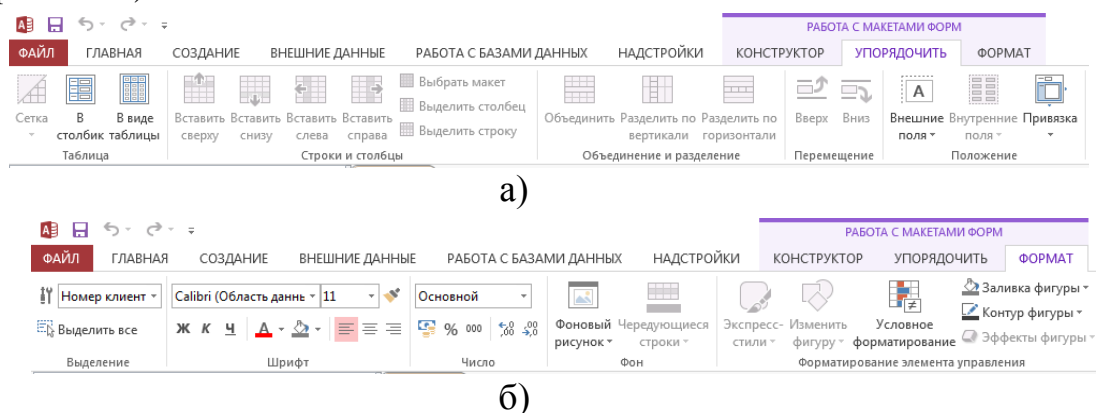 РАБОТА С МАКЕТАМИ ФОРМ
ФАЙЛ ГЛАВНАЯ СОЗДАНИЕ ВНЕШНИЕ ДАННЫЕ РАБОТА С БАЗАМИ ДАННЫХ НАДСТРОЙКИ КОНСТРУКТОР УПОРЯДОЧИТЬ ФОРМАТ
Сетка В столбик В виде таблицы Вставить сверху Вставить снизу Вставить слева Вставить справа Выбрать макет
Выделить столбец
Выделить строку
Объединить Разделить по вертикали Разделить по горизонтали Вверх Вниз Внешние поля Внутренние поля Привязка
Таблица Строки и столбцы Объединение и разделение Перемещение Положение
а)
РАБОТА С МАКЕТАМИ ФОРМ
ФАЙЛ ГЛАВНАЯ СОЗДАНИЕ ВНЕШНИЕ ДАННЫЕ РАБОТА С БАЗАМИ ДАННЫХ НАДСТРОЙКИ КОНСТРУКТОР УПОРЯДОЧИТЬ ФОРМАТ
Номер клиент Calibri (Область даннь 11 Основной
Выделить все Ж К Ч А % 000 ,00
Фоновый рисунок Чередующиеся строки Экспресс-стили Изменить фигуру Условное форматирование
Заливка фигуры
Контур фигуры
Эффекты фигуры
Выделение Шрифт Число Фон Форматирование элемента управления
б)